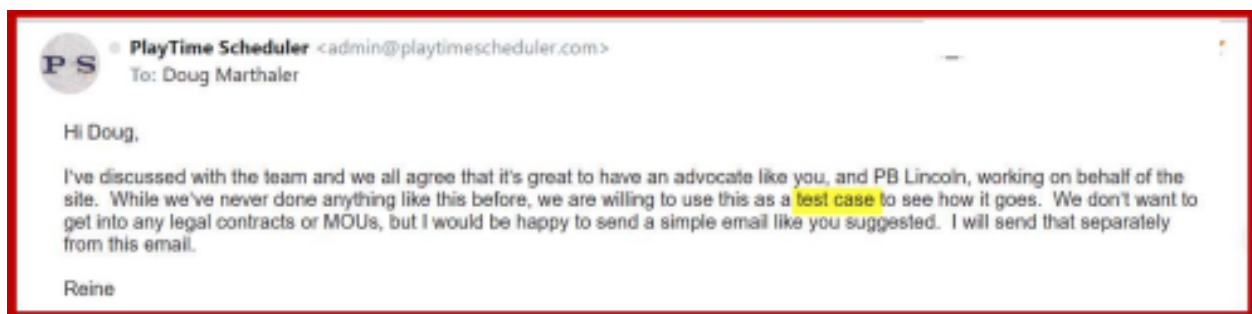 P S
PlayTime Scheduler <admin@playtimescheduler.com>
To: Doug Marthaler
Hi Doug,
I've discussed with the team and we all agree that it's great to have an advocate like you, and PB Lincoln, working on behalf of the
site.  While we've never done anything like this before, we are willing to use this as a test case to see how it goes.  We don't want to
get into any legal contracts or MOUs, but I would be happy to send a simple email like you suggested.  I will send that separately
from this email.
Reine